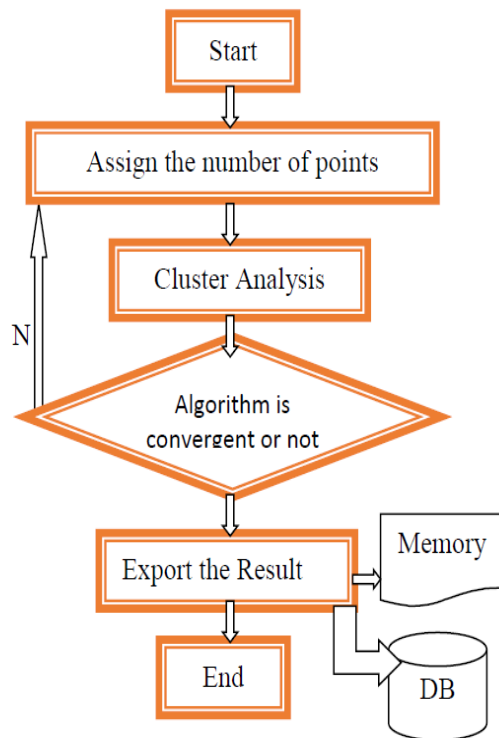 Start
Assign the number of points
Cluster Analysis
N
Algorithm is
convergent or not
Export the Result
Memory
End
DB